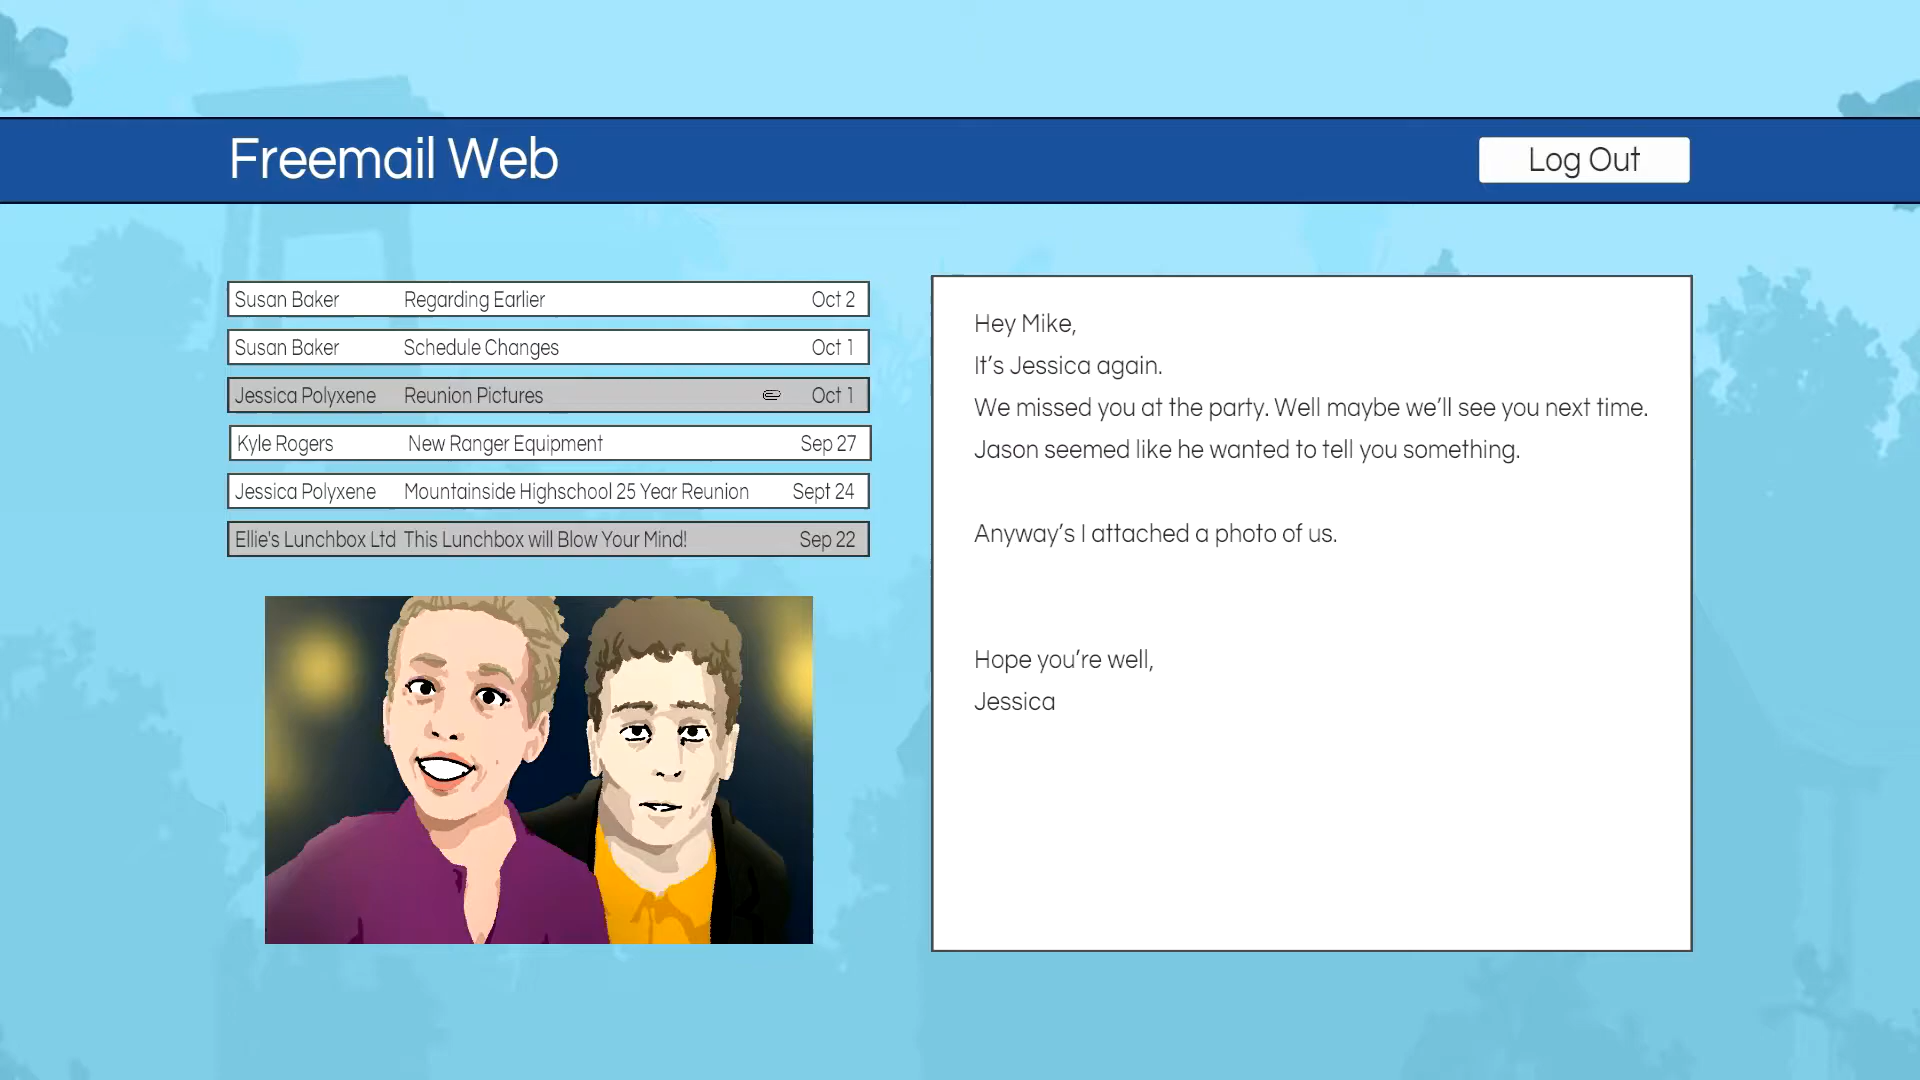 Freemail Web
Log Out
Susan Baker Regarding Earlier Oct 2
Susan Baker Schedule Changes Oct 1
Jessica Polyxene Reunion Pictures Oct 1
Kyle Rogers New Ranger Equipment Sep 27
Jessica Polyxene Mountainside Highschool 25 Year Reunion Sept 24
Ellie's Lunchbox Ltd This Lunchbox will Blow Your Mind! Sep 22
Hey Mike,
It's Jessica again.
We missed you at the party. Well maybe we'll see you next time.
Jason seemed like he wanted to tell you something.
Anyway's I attached a photo of us.
Hope you're well,
Jessica